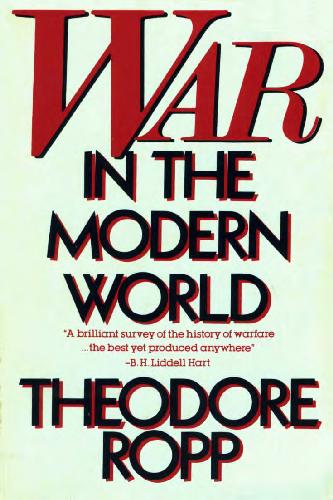 WAR
IN THE
MODERN
WORLD
"A brilliant survey of the history of warfare
...the best yet produced anywhere"
–B.H. Liddell Hart
THEODORE
ROPP